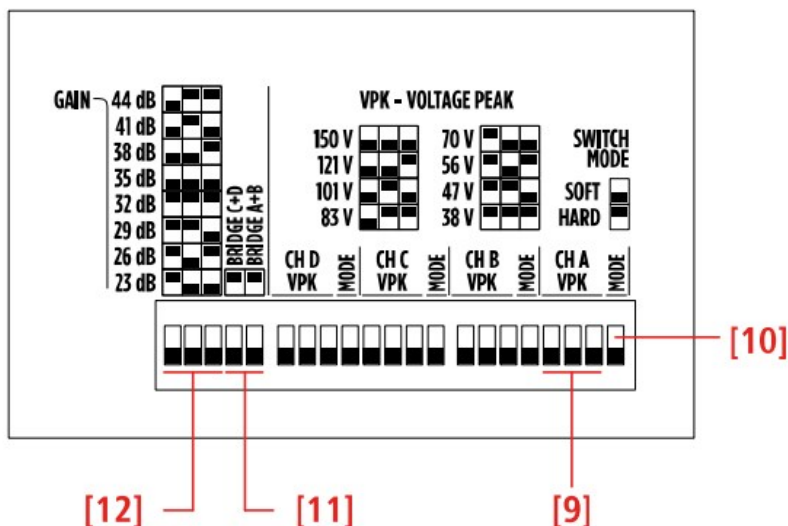 GAIN
44 dB
41 dB
38 dB
35 dB
32 dB
29 dB
26 dB
23 dB
BRIDGE C+D
BRIDGE A+B
VPK - VOLTAGE PEAK
150 V
121 V
101 V
83 V
70 V
56 V
47 V
38 V
SWITCH
MODE
SOFT
HARD
CH D
VPK
MODE
CH C
VPK
MODE
CH B
VPK
MODE
CH A
VPK
MODE
[10]
[12]
[11]
[9]